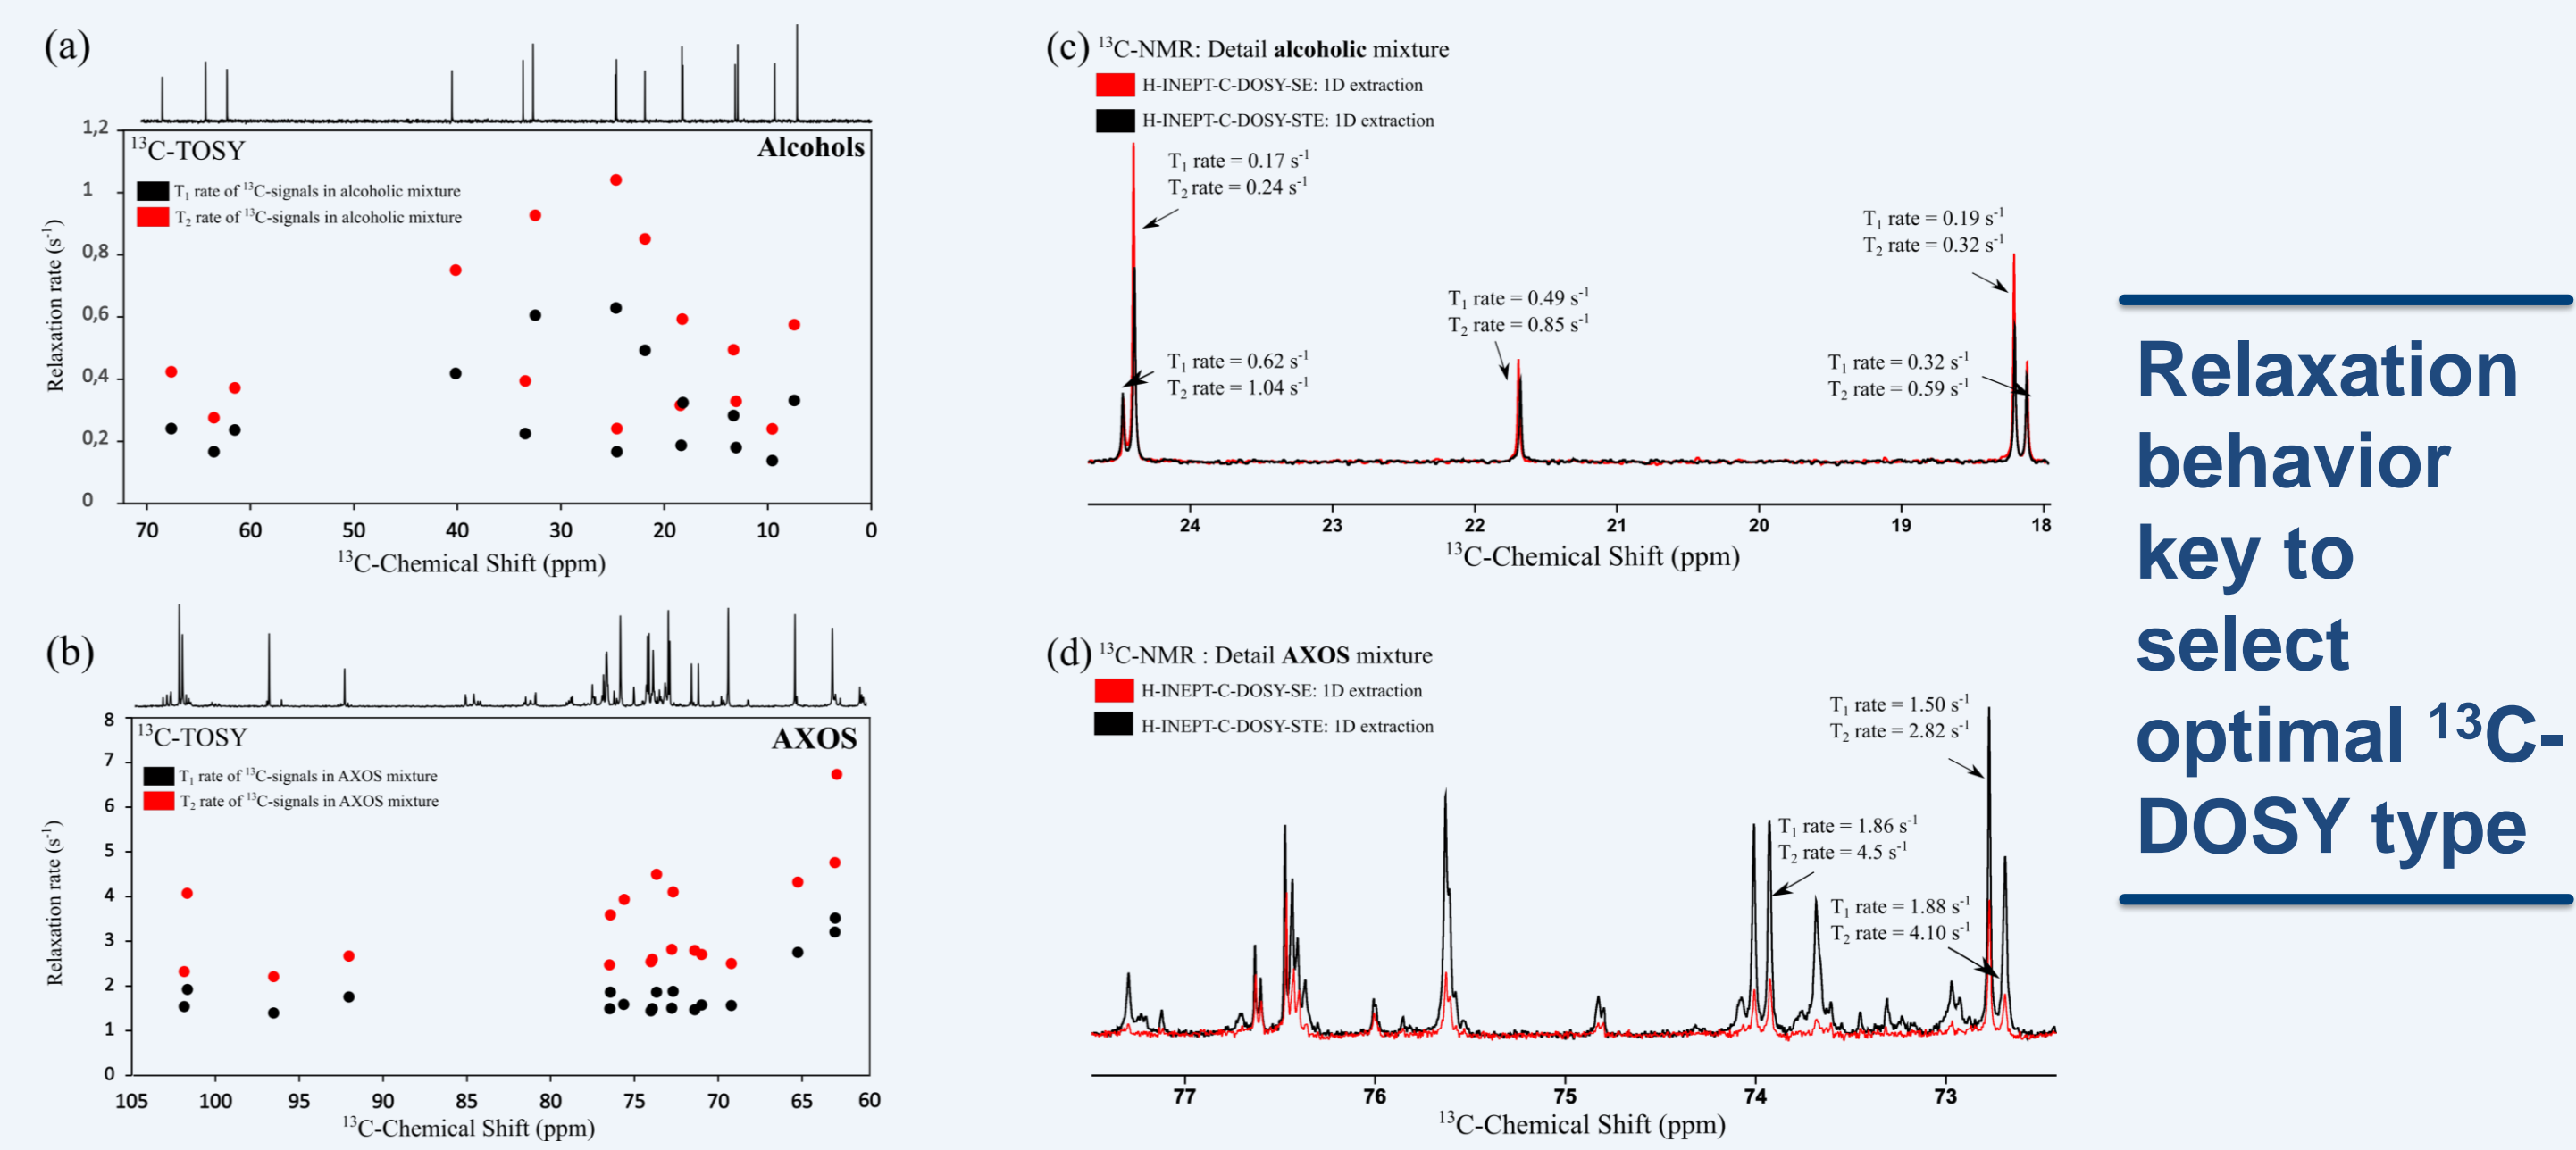 (a)
1,2
1
0,8
0,6
0,4
0,2
0
Relaxation rate (s⁻¹)
¹³C-TOSY
Alcohols
T₁ rate of ¹³C-signals in alcoholic mixture
T₂ rate of ¹³C-signals in alcoholic mixture
70 60 50 40 30 20 10 0
¹³C-Chemical Shift (ppm)
(b)
8
7
6
5
4
3
2
1
0
Relaxation rate (s⁻¹)
¹³C-TOSY
AXOS
T₁ rate of ¹³C-signals in AXOS mixture
T₂ rate of ¹³C-signals in AXOS mixture
105 100 95 90 85 80 75 70 65 60
¹³C-Chemical Shift (ppm)
(c) ¹³C-NMR: Detail alcoholic mixture
H-INEPT-C-DOSY-SE: 1D extraction
H-INEPT-C-DOSY-STE: 1D extraction
T₁ rate = 0.17 s⁻¹
T₂ rate = 0.24 s⁻¹
T₁ rate = 0.62 s⁻¹
T₂ rate = 1.04 s⁻¹
T₁ rate = 0.49 s⁻¹
T₂ rate = 0.85 s⁻¹
T₁ rate = 0.19 s⁻¹
T₂ rate = 0.32 s⁻¹
T₁ rate = 0.32 s⁻¹
T₂ rate = 0.59 s⁻¹
24 23 22 21 20 19 18
¹³C-Chemical Shift (ppm)
(d) ¹³C-NMR : Detail AXOS mixture
H-INEPT-C-DOSY-SE: 1D extraction
H-INEPT-C-DOSY-STE: 1D extraction
T₁ rate = 1.50 s⁻¹
T₂ rate = 2.82 s⁻¹
T₁ rate = 1.86 s⁻¹
T₂ rate = 4.5 s⁻¹
T₁ rate = 1.88 s⁻¹
T₂ rate = 4.10 s⁻¹
77 76 75 74 73
¹³C-Chemical Shift (ppm)
Relaxation
behavior
key to
select
optimal ¹³C-
DOSY type